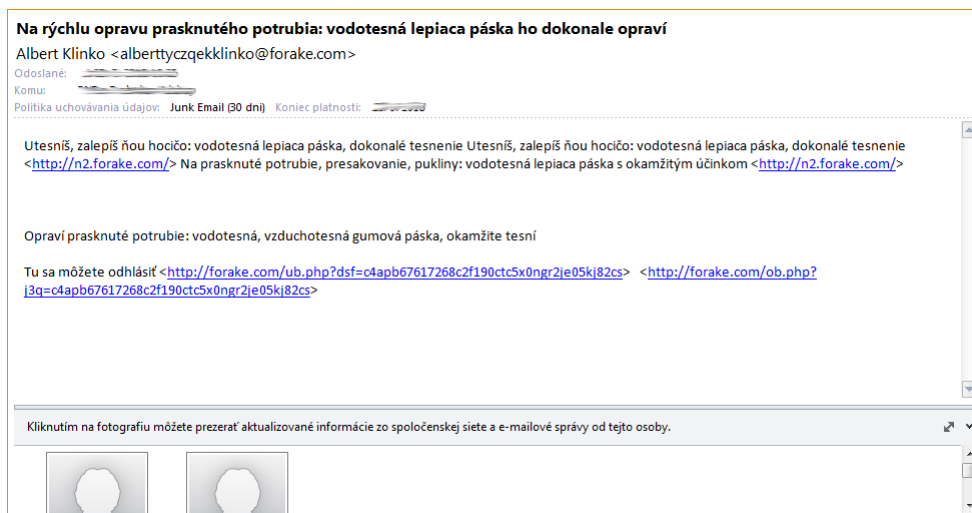 Na rýchlu opravu prasknutého potrubia: vodotesná lepiaca páska ho dokonale opraví
Albert Klinko <alberttyczqekklinko@forake.com>
Odoslané:
Komu:
Politika uchovávania údajov: Junk Email (30 dni) Koniec platnosti:
Utesníš, zalepíš ňou hocičo: vodotesná lepiaca páska, dokonalé tesnenie Utesníš, zalepíš ňou hocičo: vodotesná lepiaca páska, dokonalé tesnenie
<http://n2.forake.com/> Na prasknuté potrubie, presakovanie, pukliny: vodotesná lepiaca páska s okamžitým účinkom <http://n2.forake.com/>
Opraví prasknuté potrubie: vodotesná, vzduchotesná gumová páska, okamžite tesní
Tu sa môžete odhlásiť <http://forake.com/ub.php?dsf=c4apb67617268c2f190ctc5x0ngr2je05kj82cs> <http://forake.com/ob.php?
j3q=c4apb67617268c2f190ctc5x0ngr2je05kj82cs>
Kliknutím na fotografiu môžete prezerať aktualizované informácie zo spoločenskej siete a e-mailové správy od tejto osoby.